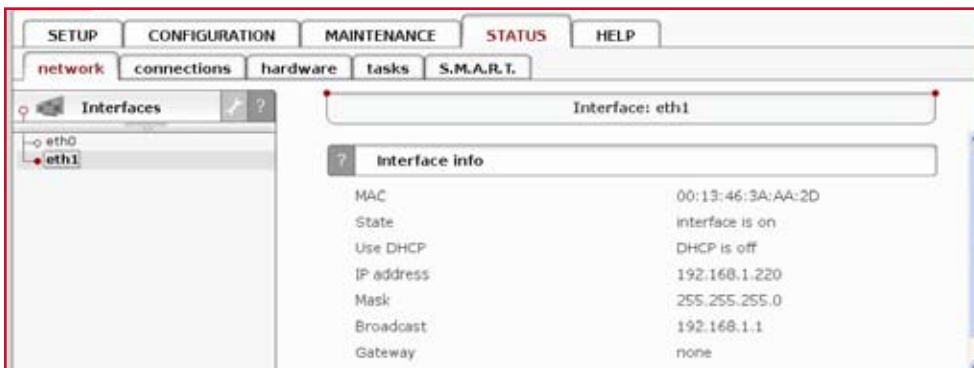 SETUP CONFIGURATION MAINTENANCE STATUS HELP
network connections hardware tasks S.M.A.R.T.
Interfaces ?
eth0
eth1
Interface: eth1
? Interface info
MAC 00:13:46:3A:AA:2D
State interface is on
Use DHCP DHCP is off
IP address 192.168.1.220
Mask 255.255.255.0
Broadcast 192.168.1.1
Gateway none